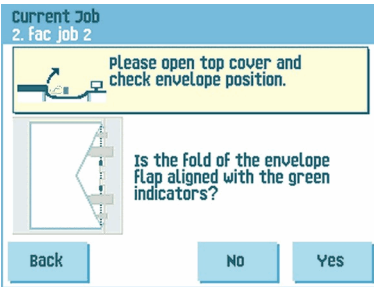 Current Job
2. Fac job 2
Please open top cover and
check envelope position.
Is the fold of the envelope
flap aligned with the green
indicators?
Back
No
Yes